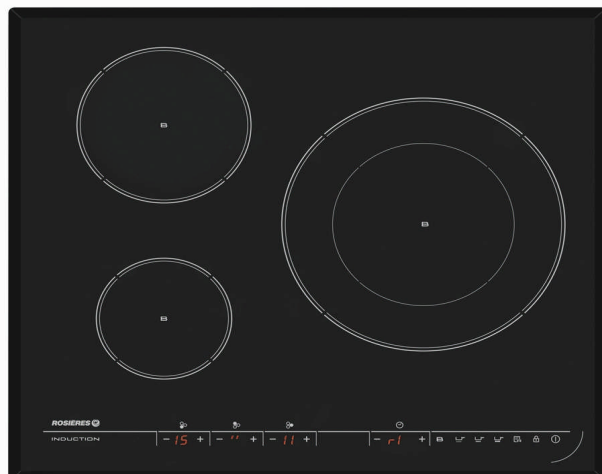 B
B
B
ROSIÈRES
INDUCTION - 15 + - '' + - 11 + - r1 + B